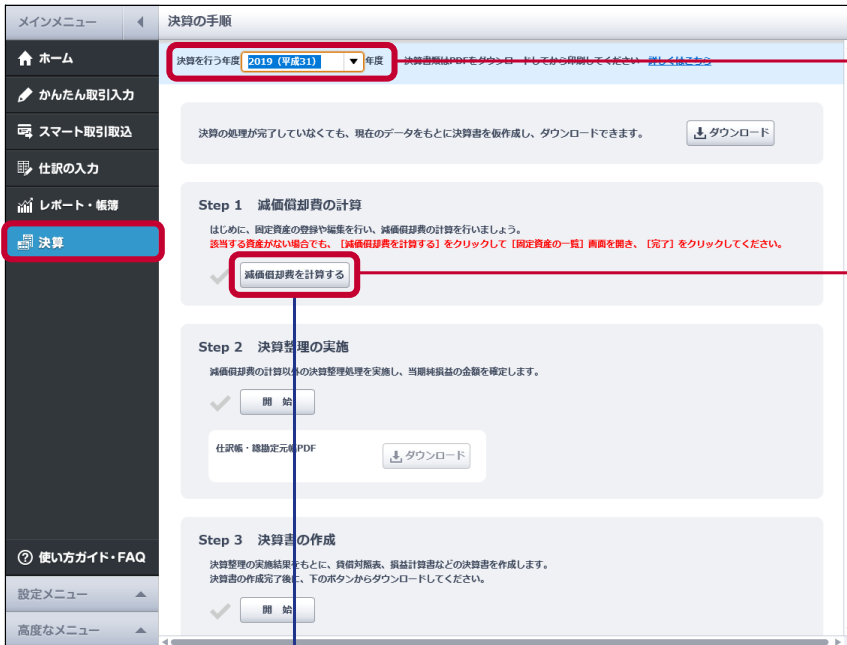 メインメニュー
ホーム
かんたん取引入力
スマート取引取込
仕訳の入力
レポート・帳簿
決算
使い方ガイド・FAQ
設定メニュー
高度なメニュー
決算の手順
決算を行う年度 2019（平成31） 年度 決算書類はPDFをダウンロードしてから印刷してください 詳しくはこちら
決算の処理が完了していなくても、現在のデータをもとに決算書を仮作成し、ダウンロードできます。
ダウンロード
Step 1 減価償却費の計算
はじめに、固定資産の登録や編集を行い、減価償却費の計算を行いましょう。
該当する資産がない場合でも、［減価償却費を計算する］をクリックして［固定資産の一覧］画面を開き、［完了］をクリックしてください。
減価償却費を計算する
Step 2 決算整理の実施
減価償却費の計算以外の決算整理処理を実施し、当期純損益の金額を確定します。
開 始
仕訳帳・総勘定元帳PDF
ダウンロード
Step 3 決算書の作成
決算整理の実施結果をもとに、貸借対照表、損益計算書などの決算書を作成します。
決算書の作成完了後に、下のボタンからダウンロードしてください。
開 始